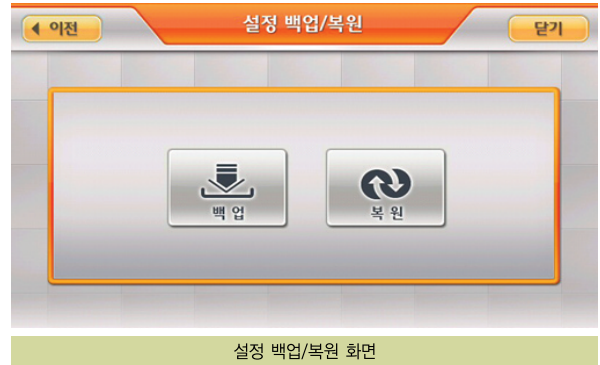 이전
설정 백업/복원
닫기
백 업
복 원
설정 백업/복원 화면